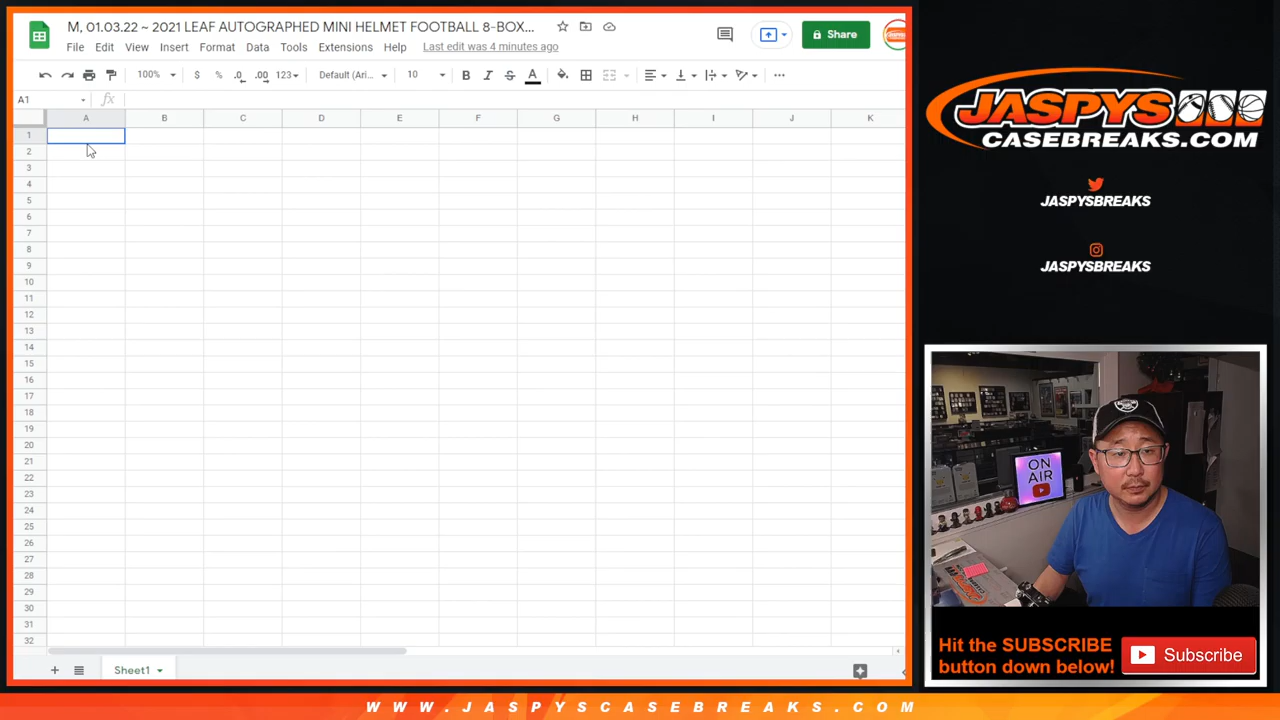 M, 01.03.22 ~ 2021 LEAF AUTOGRAPHED MINI HELMET FOOTBALL 8-BOX...
Share
File Edit View Insert Format Data Tools Extensions Help Last edit was 4 minutes ago
100% $ % .0 .00 123 Default (Ari... 10 B I S A
A1 fx
A B C D E F G H I J K
1
2
3
4
5
6
7
8
9
10
11
12
13
14
15
16
17
18
19
20
21
22
23
24
25
26
27
28
29
30
31
32
Sheet1
JASPYS
CASEBREAKS.COM
JASPYSBREAKS
JASPYSBREAKS
ON
AIR
Hit the SUBSCRIBE
button down below!
Subscribe
WWW.JASPYSCASEBREAKS.COM